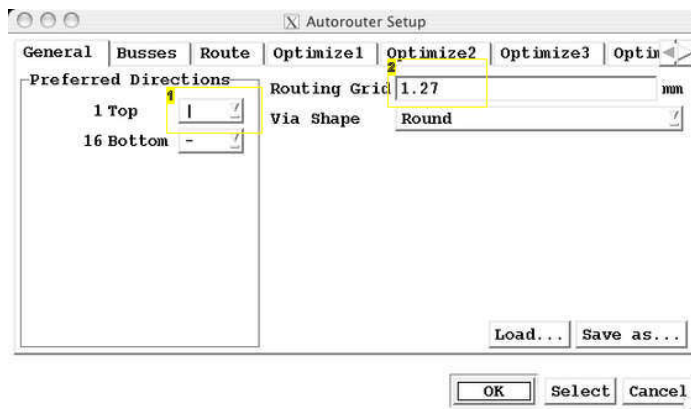 Autorouter Setup
General Busses Route Optimize1 Optimize2 Optimize3
Preferred Directions
1
1 Top |
16 Bottom -
2
Routing Grid 1.27 mm
Via Shape Round
Load... Save as...
OK Select Cancel